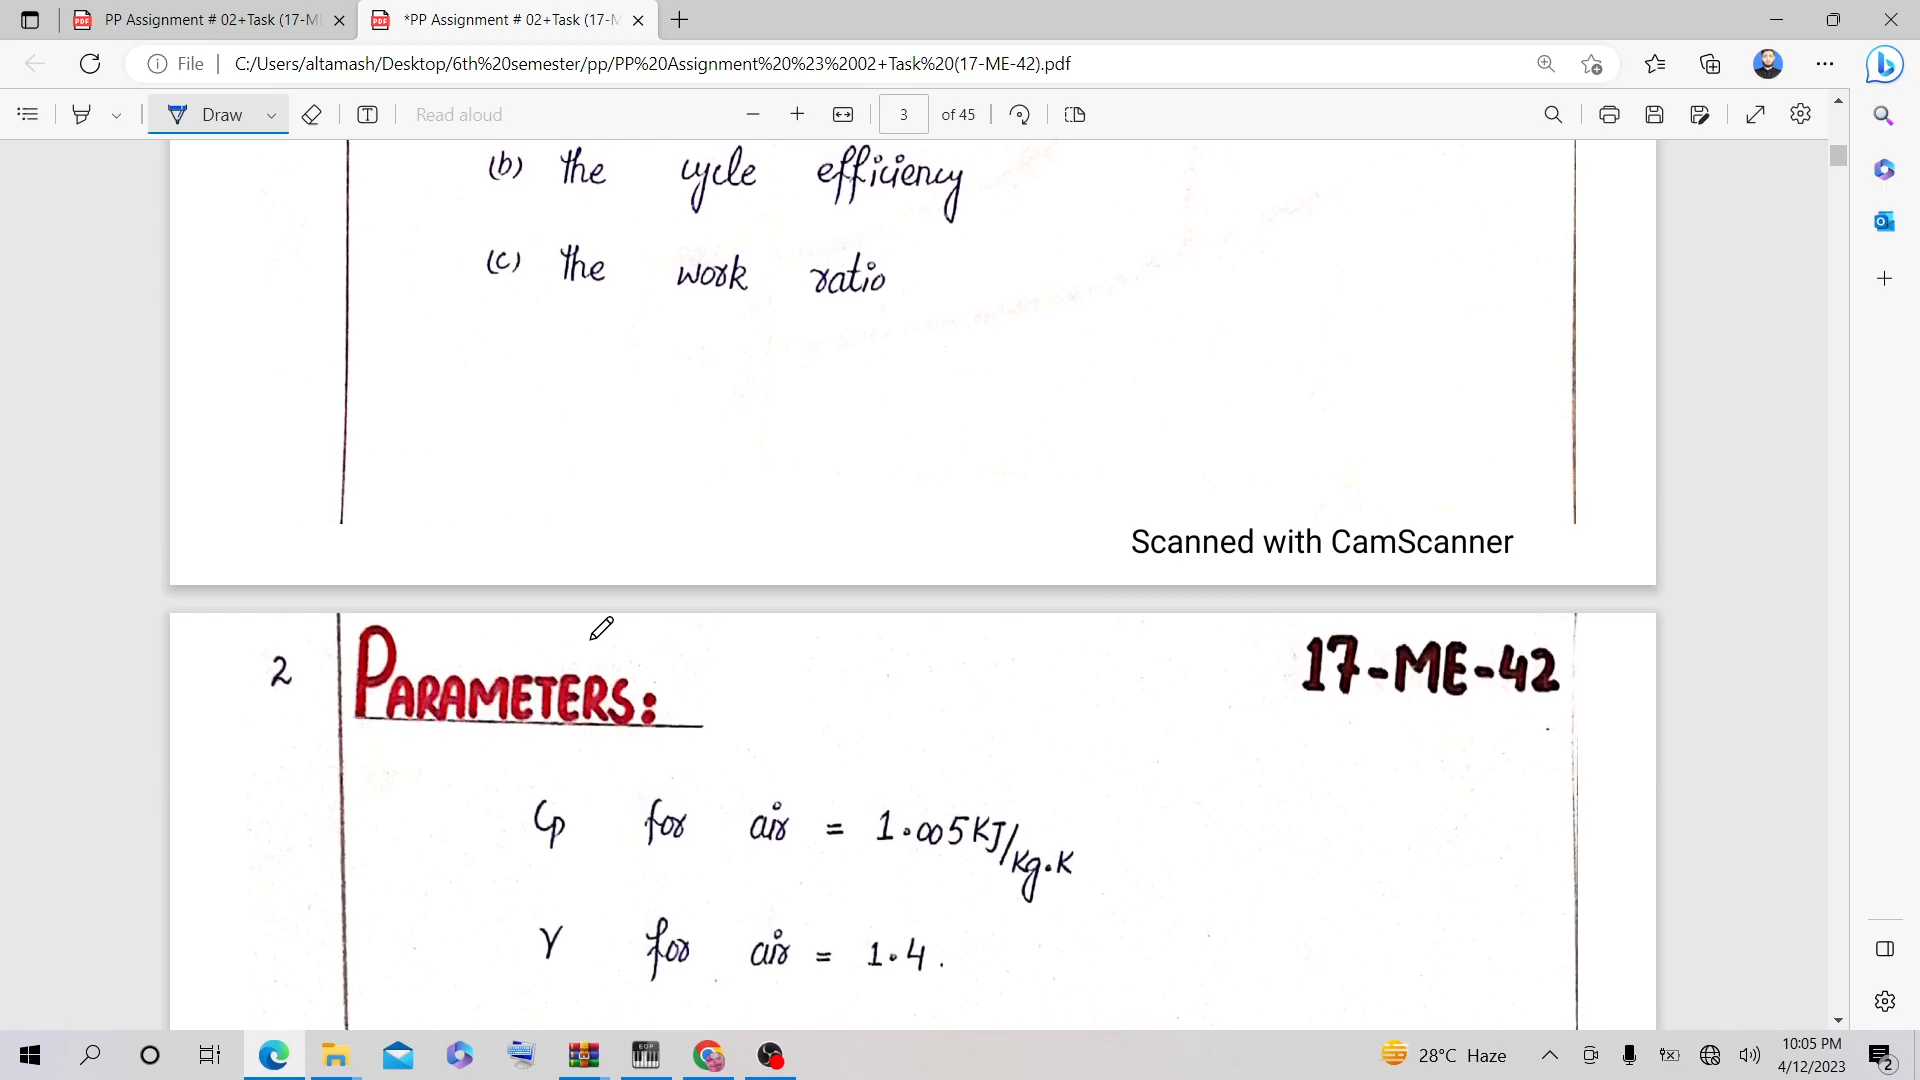 PP Assignment # 02+Task (17-ME
*PP Assignment # 02+Task (17-M
File
C:/Users/altamash/Desktop/6th%20semester/pp/PP%20Assignment%20%23%2002+Task%20(17-ME-42).pdf
Draw
Read aloud
3 of 45
(b) the cycle efficiency
(c) the work ratio
Scanned with CamScanner
2 PARAMETERS: 17-ME-42
Cp for air = 1.005 KJ/kg.K
γ for air = 1.4.
28°C Haze
10:05 PM
4/12/2023
2